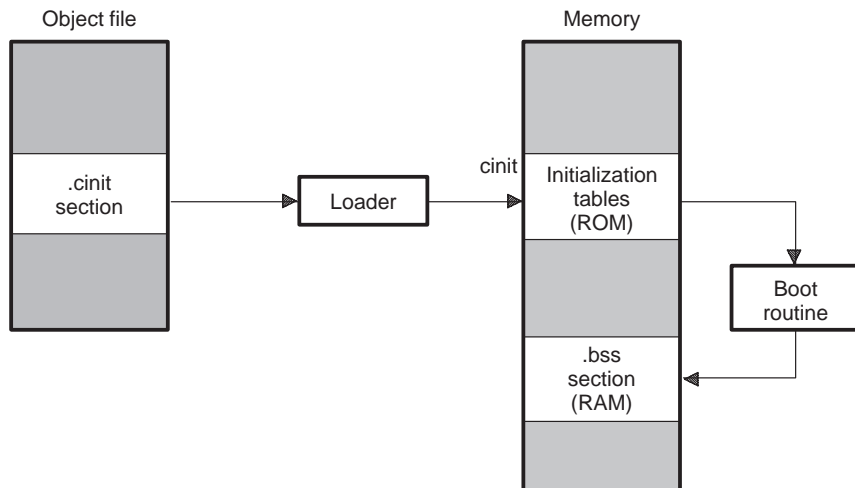 Object file
Memory
.cinit
section
Loader
cinit
Initialization
tables
(ROM)
Boot
routine
.bss
section
(RAM)